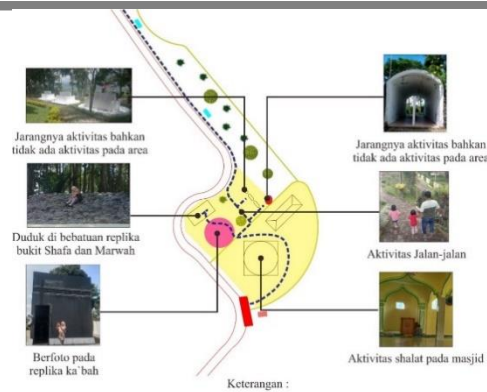 Jarangnya aktivitas bahkan
tidak ada aktivitas pada area
Duduk di bebatuan replika
bukit Shafa dan Marwah
Berfoto pada
replika ka`bah
Jarangnya aktivitas bahkan
tidak ada aktivitas pada area
Aktivitas Jalan-jalan
Aktivitas shalat pada masjid
Keterangan :